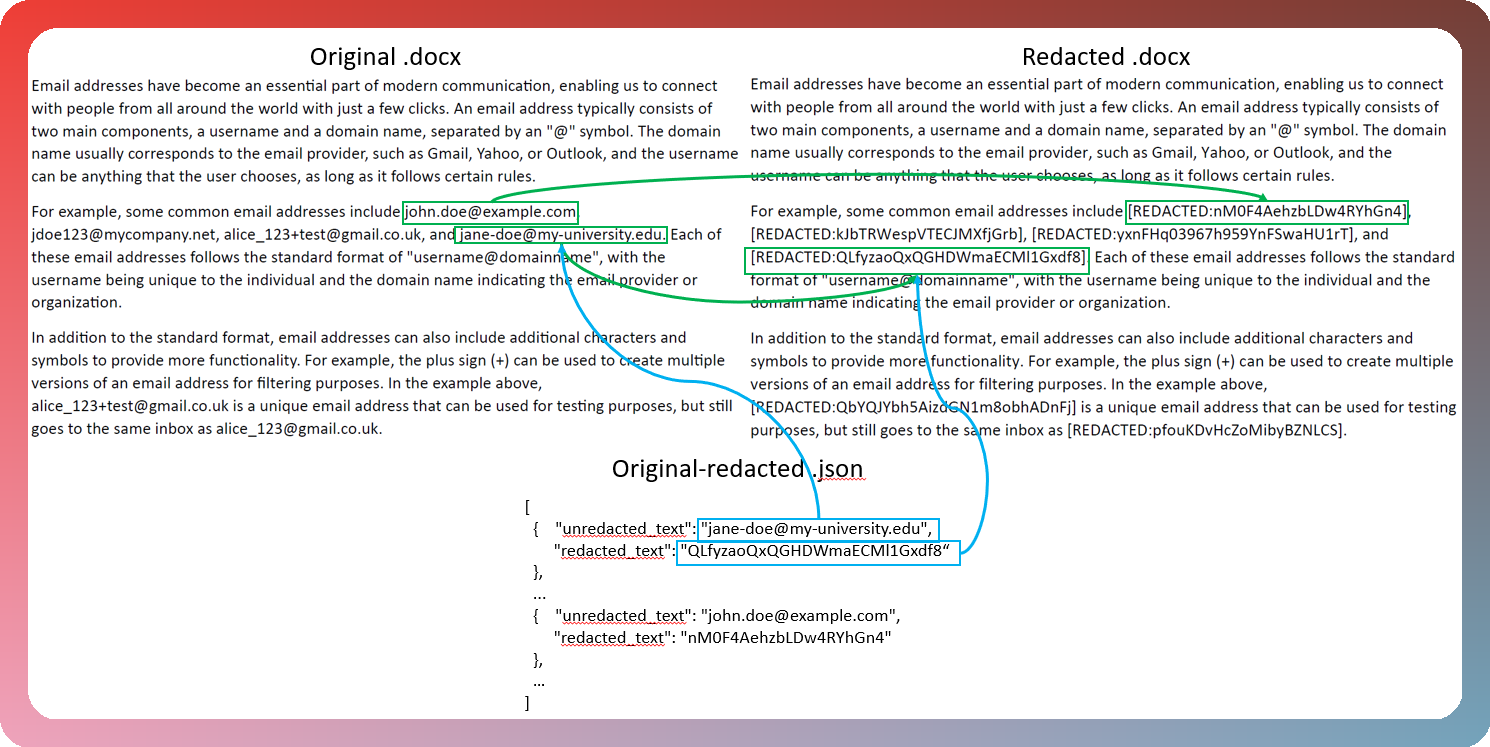 Original .docx
Email addresses have become an essential part of modern communication, enabling us to connect
with people from all around the world with just a few clicks. An email address typically consists of
two main components, a username and a domain name, separated by an "@" symbol. The domain
name usually corresponds to the email provider, such as Gmail, Yahoo, or Outlook, and the username
can be anything that the user chooses, as long as it follows certain rules.
For example, some common email addresses include john.doe@example.com,
jdoe123@mycompany.net, alice_123+test@gmail.co.uk, and jane-doe@my-university.edu. Each of
these email addresses follows the standard format of "username@domainname", with the
username being unique to the individual and the domain name indicating the email provider or
organization.
In addition to the standard format, email addresses can also include additional characters and
symbols to provide more functionality. For example, the plus sign (+) can be used to create multiple
versions of an email address for filtering purposes. In the example above,
alice_123+test@gmail.co.uk is a unique email address that can be used for testing purposes, but still
goes to the same inbox as alice_123@gmail.co.uk.
Redacted .docx
Email addresses have become an essential part of modern communication, enabling us to connect
with people from all around the world with just a few clicks. An email address typically consists of
two main components, a username and a domain name, separated by an "@" symbol. The domain
name usually corresponds to the email provider, such as Gmail, Yahoo, or Outlook, and the
username can be anything that the user chooses, as long as it follows certain rules.
For example, some common email addresses include [REDACTED:nM0F4AehzbLDw4RYhGn4],
[REDACTED:kJbTRWespVTECJMXfjGrb], [REDACTED:yxnFHq03967h959YnFSwaHU1rT], and
[REDACTED:QLfyzaoQxQGHDWmaECMl1Gxdf8]. Each of these email addresses follows the standard
format of "username@domainname", with the username being unique to the individual and the
domain name indicating the email provider or organization.
In addition to the standard format, email addresses can also include additional characters and
symbols to provide more functionality. For example, the plus sign (+) can be used to create multiple
versions of an email address for filtering purposes. In the example above,
[REDACTED:QbYQJYbh5AizdGN1m8obhADnFj] is a unique email address that can be used for testing
purposes, but still goes to the same inbox as [REDACTED:pfouKDvHcZoMibyBZNLCS].
Original-redacted .json
[
{ "unredacted_text": "jane-doe@my-university.edu",
"redacted_text": "QLfyzaoQxQGHDWmaECMl1Gxdf8“
},
...
{ "unredacted_text": "john.doe@example.com",
"redacted_text": "nM0F4AehzbLDw4RYhGn4"
},
...
]